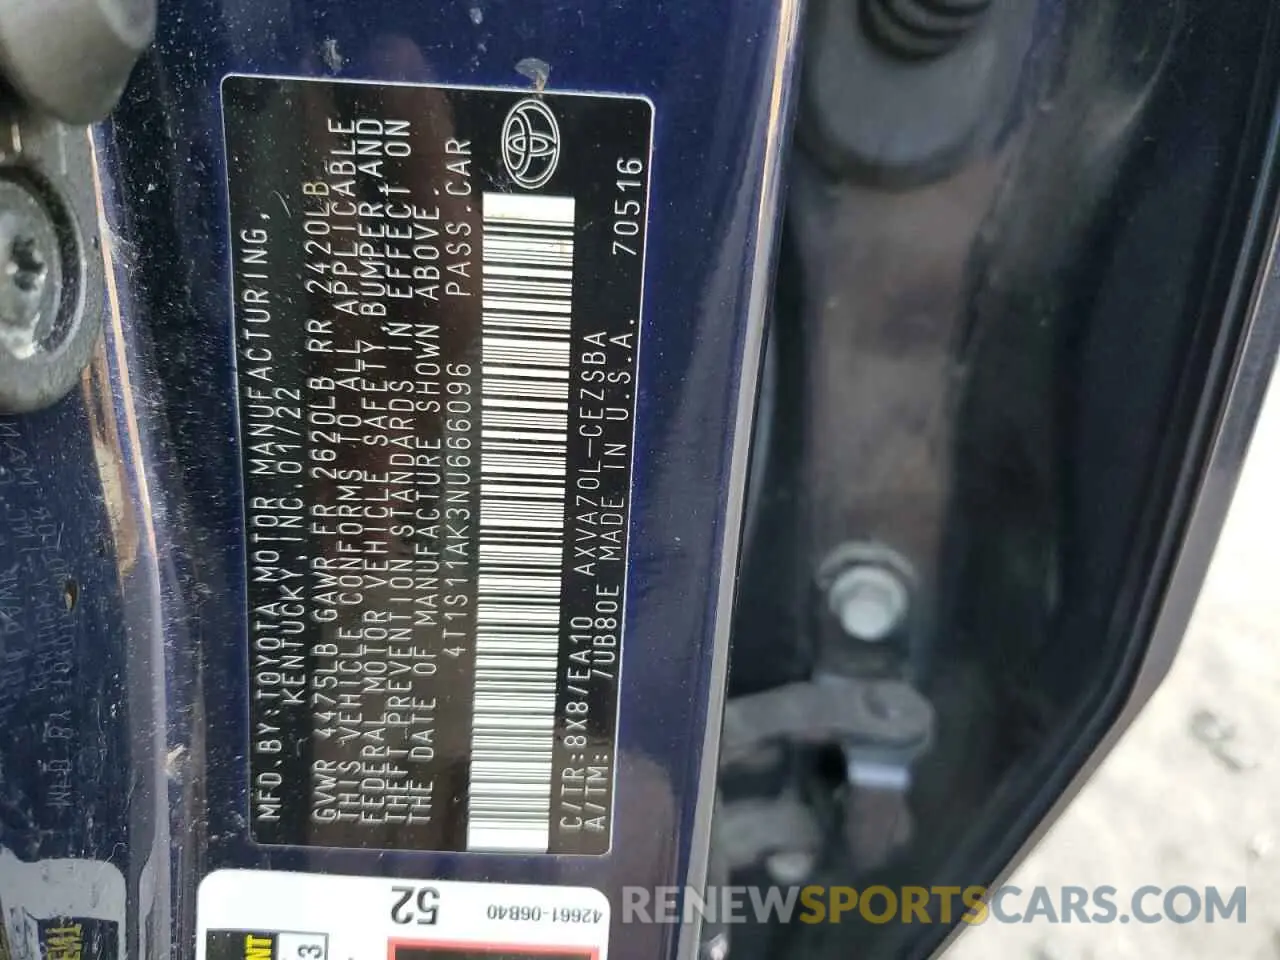 MFD.BY:TOYOTA MOTOR MANUFACTURING,
KENTUCKY,INC. 01/22
GVWR 4475LB GAWR FR 2620LB RR 2420LB
THIS VEHICLE CONFORMS TO ALL APPLICABLE
FEDERAL MOTOR VEHICLE SAFETY, BUMPER, AND
THEFT PREVENTION STANDARDS IN EFFECT ON
THE DATE OF MANUFACTURE SHOWN ABOVE.
4T1S11AK3NU666096 PASS.CAR
C/TR:8X8/EA10 AXVA70L-CEZSBA
A/TM: /UB80E MADE IN U.S.A. 70516
52
42661-06B40
3
RENEWSPORTSCARS.COM